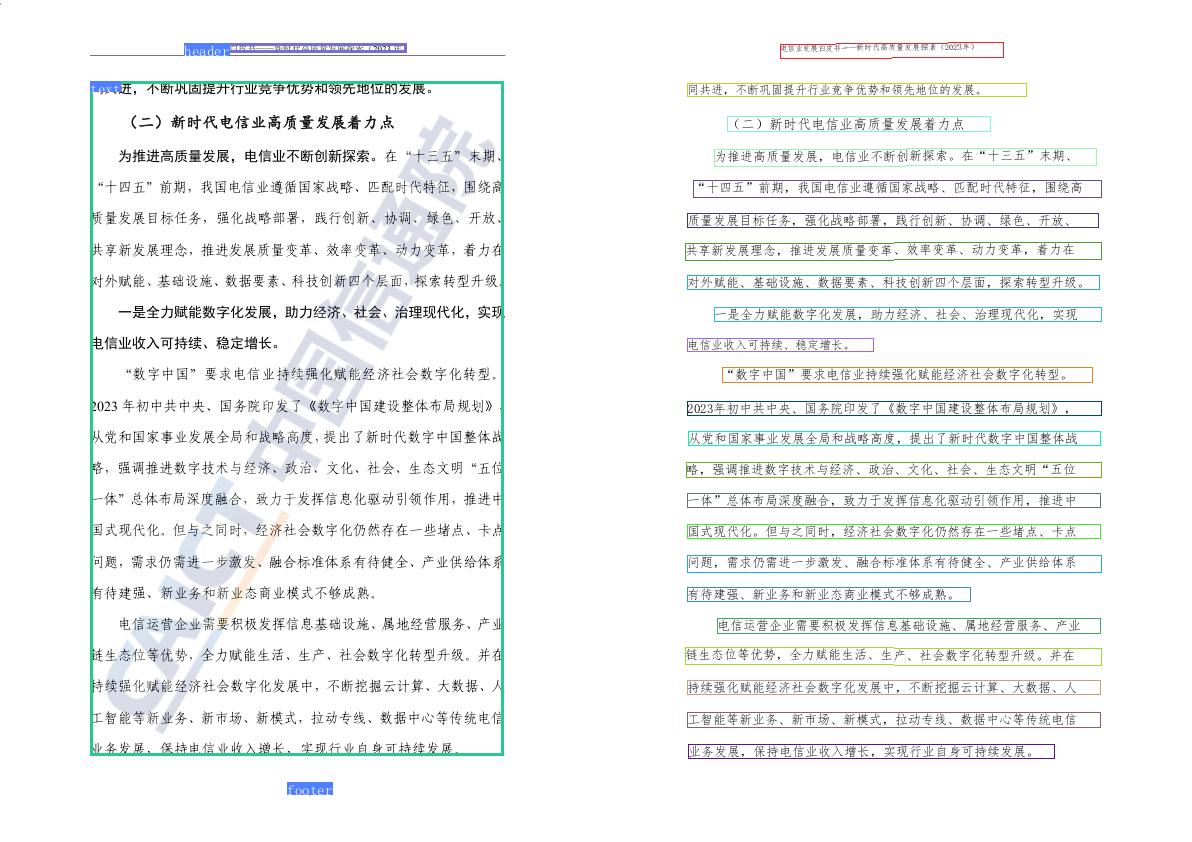 header
白皮书——新时代高质量发展探索（2023 年）
text
共进，不断巩固提升行业竞争优势和领先地位的发展。
（二）新时代电信业高质量发展着力点
为推进高质量发展，电信业不断创新探索。在“十三五”末期、
“十四五”前期，我国电信业遵循国家战略、匹配时代特征，围绕高
质量发展目标任务，强化战略部署，践行创新、协调、绿色、开放、
共享新发展理念，推进发展质量变革、效率变革、动力变革，着力在
对外赋能、基础设施、数据要素、科技创新四个层面，探索转型升级。
一是全力赋能数字化发展，助力经济、社会、治理现代化，实现
电信业收入可持续、稳定增长。
“数字中国”要求电信业持续强化赋能经济社会数字化转型。
2023 年初中共中央、国务院印发了《数字中国建设整体布局规划》，
从党和国家事业发展全局和战略高度，提出了新时代数字中国整体战
略，强调推进数字技术与经济、政治、文化、社会、生态文明“五位
一体”总体布局深度融合，致力于发挥信息化驱动引领作用，推进中
国式现代化。但与之同时，经济社会数字化仍然存在一些堵点、卡点
问题，需求仍需进一步激发、融合标准体系有待健全、产业供给体系
有待建强、新业务和新业态商业模式不够成熟。
电信运营企业需要积极发挥信息基础设施、属地经营服务、产业
链生态位等优势，全力赋能生活、生产、社会数字化转型升级。并在
持续强化赋能经济社会数字化发展中，不断挖掘云计算、大数据、人
工智能等新业务、新市场、新模式，拉动专线、数据中心等传统电信
业务发展，保持电信业收入增长，实现行业自身可持续发展。
CAICT 中国信通院
footer
电信业发展白皮书——新时代高质量发展探索（2023年）
同共进，不断巩固提升行业竞争优势和领先地位的发展。
（二）新时代电信业高质量发展着力点
为推进高质量发展，电信业不断创新探索。在“十三五”末期、
“十四五”前期，我国电信业遵循国家战略、匹配时代特征，围绕高
质量发展目标任务，强化战略部署，践行创新、协调、绿色、开放、
共享新发展理念，推进发展质量变革、效率变革、动力变革，着力在
对外赋能、基础设施、数据要素、科技创新四个层面，探索转型升级。
一是全力赋能数字化发展，助力经济、社会、治理现代化，实现
电信业收入可持续、稳定增长。
“数字中国”要求电信业持续强化赋能经济社会数字化转型。
2023年初中共中央、国务院印发了《数字中国建设整体布局规划》，
从党和国家事业发展全局和战略高度，提出了新时代数字中国整体战
略，强调推进数字技术与经济、政治、文化、社会、生态文明“五位
一体”总体布局深度融合，致力于发挥信息化驱动引领作用，推进中
国式现代化。但与之同时，经济社会数字化仍然存在一些堵点、卡点
问题，需求仍需进一步激发、融合标准体系有待健全、产业供给体系
有待建强、新业务和新业态商业模式不够成熟。
电信运营企业需要积极发挥信息基础设施、属地经营服务、产业
链生态位等优势，全力赋能生活、生产、社会数字化转型升级。并在
持续强化赋能经济社会数字化发展中，不断挖掘云计算、大数据、人
工智能等新业务、新市场、新模式，拉动专线、数据中心等传统电信
业务发展，保持电信业收入增长，实现行业自身可持续发展。